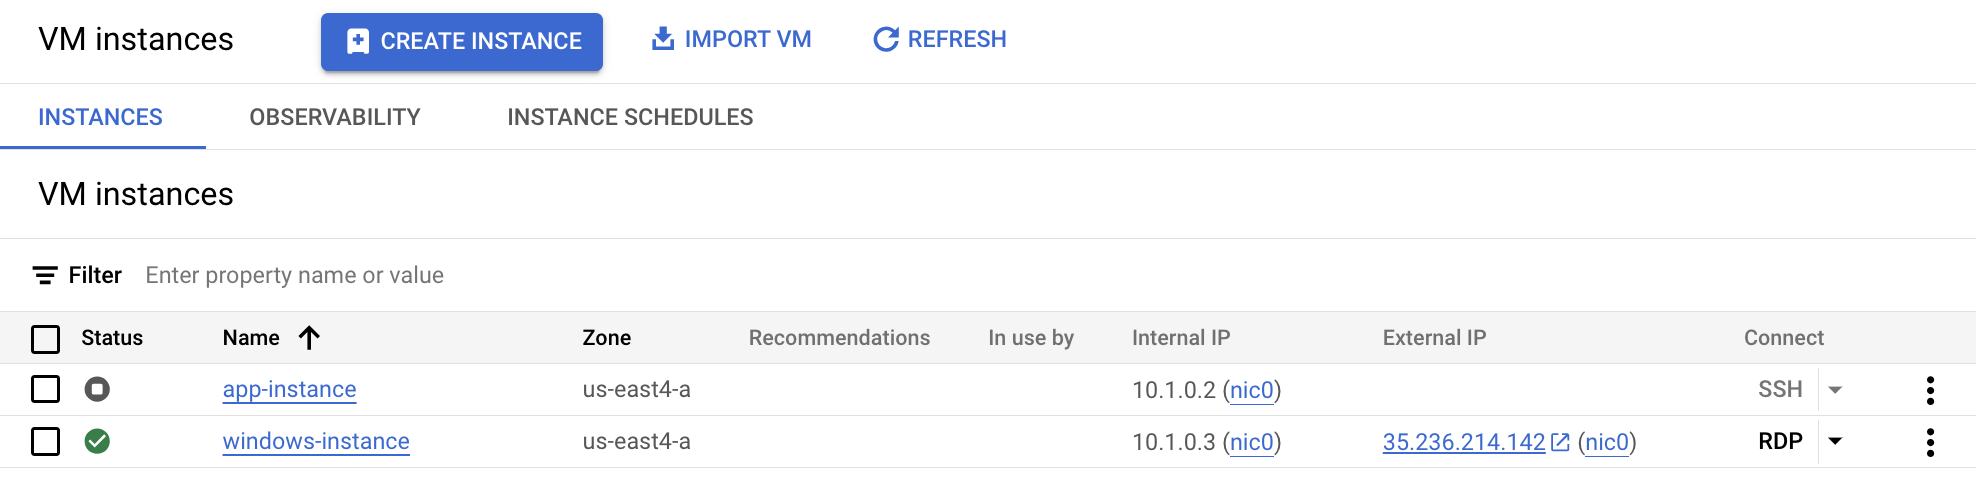 VM instances CREATE INSTANCE IMPORT VM REFRESH
INSTANCES OBSERVABILITY INSTANCE SCHEDULES
VM instances
Filter Enter property name or value
Status Name Zone Recommendations In use by Internal IP External IP Connect
app-instance us-east4-a 10.1.0.2 (nic0) SSH
windows-instance us-east4-a 10.1.0.3 (nic0) 35.236.214.142 (nic0) RDP